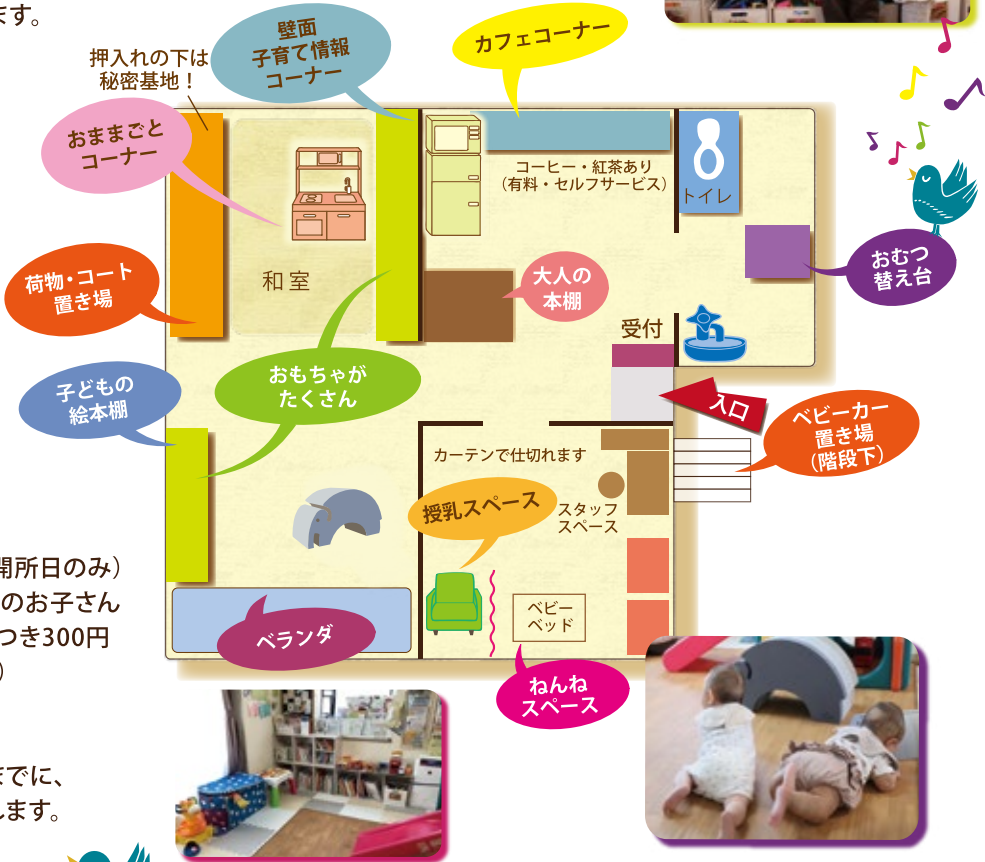 ます。
壁面
子育て情報
コーナー
カフェコーナー
押入れの下は
秘密基地！
おままごと
コーナー
コーヒー・紅茶あり
（有料・セルフサービス）
トイレ
おむつ
替え台
荷物・コート
置き場
和室
大人の
本棚
受付
子どもの
絵本棚
おもちゃが
たくさん
入口
ベビーカー
置き場
（階段下）
カーテンで仕切れます
授乳スペース
スタッフ
スペース
開所日のみ）
のお子さん
つき300円
）
ベビー
ベッド
ベランダ
ねんね
スペース
までに、
します。